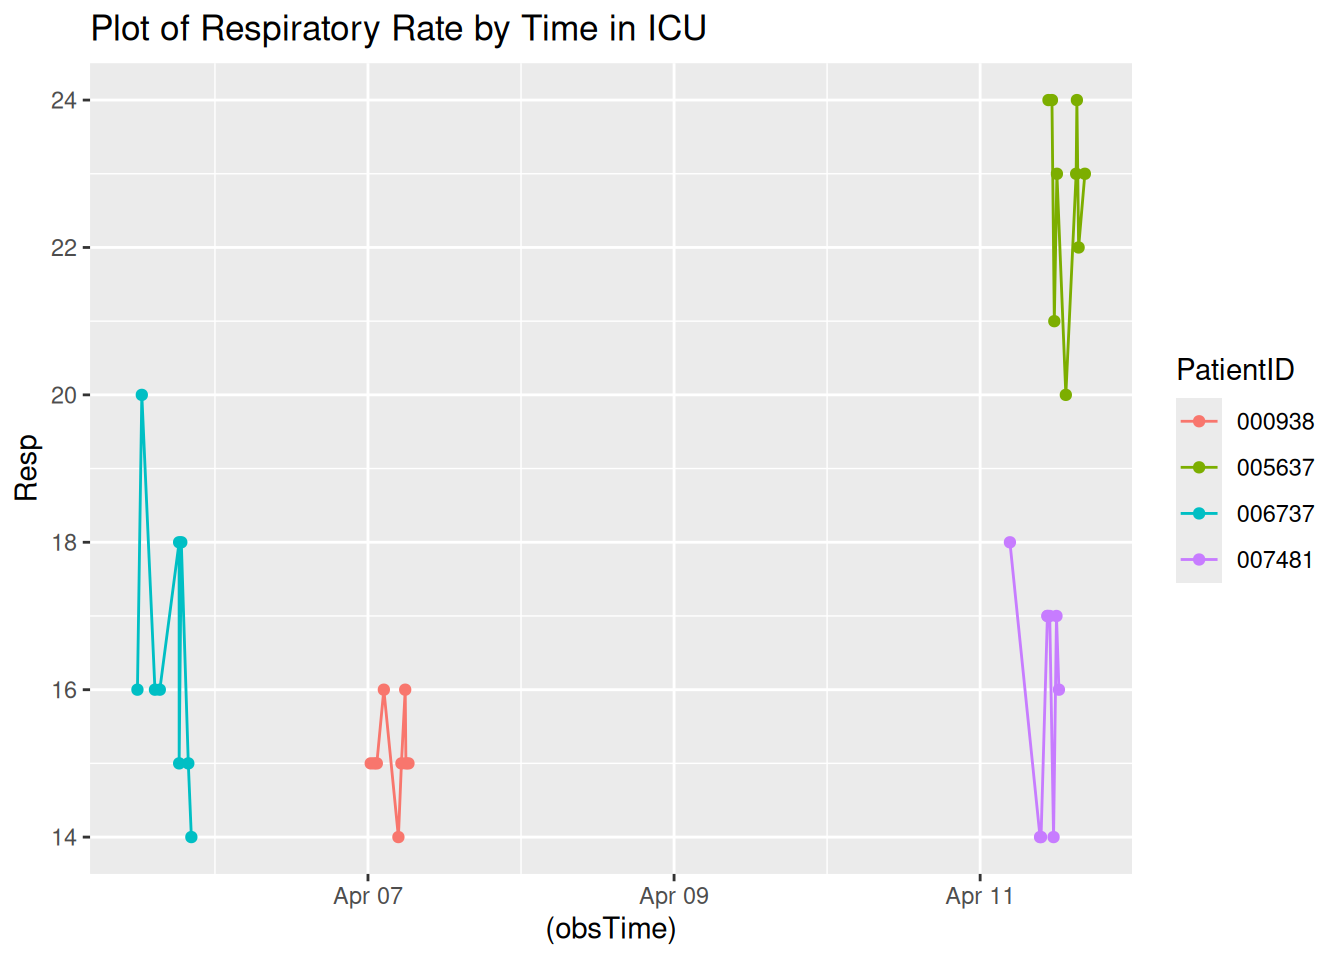 Plot of Respiratory Rate by Time in ICU
24
22
20
18
16
14
Resp
Apr 07
Apr 09
Apr 11
(obsTime)
PatientID
000938
005637
006737
007481